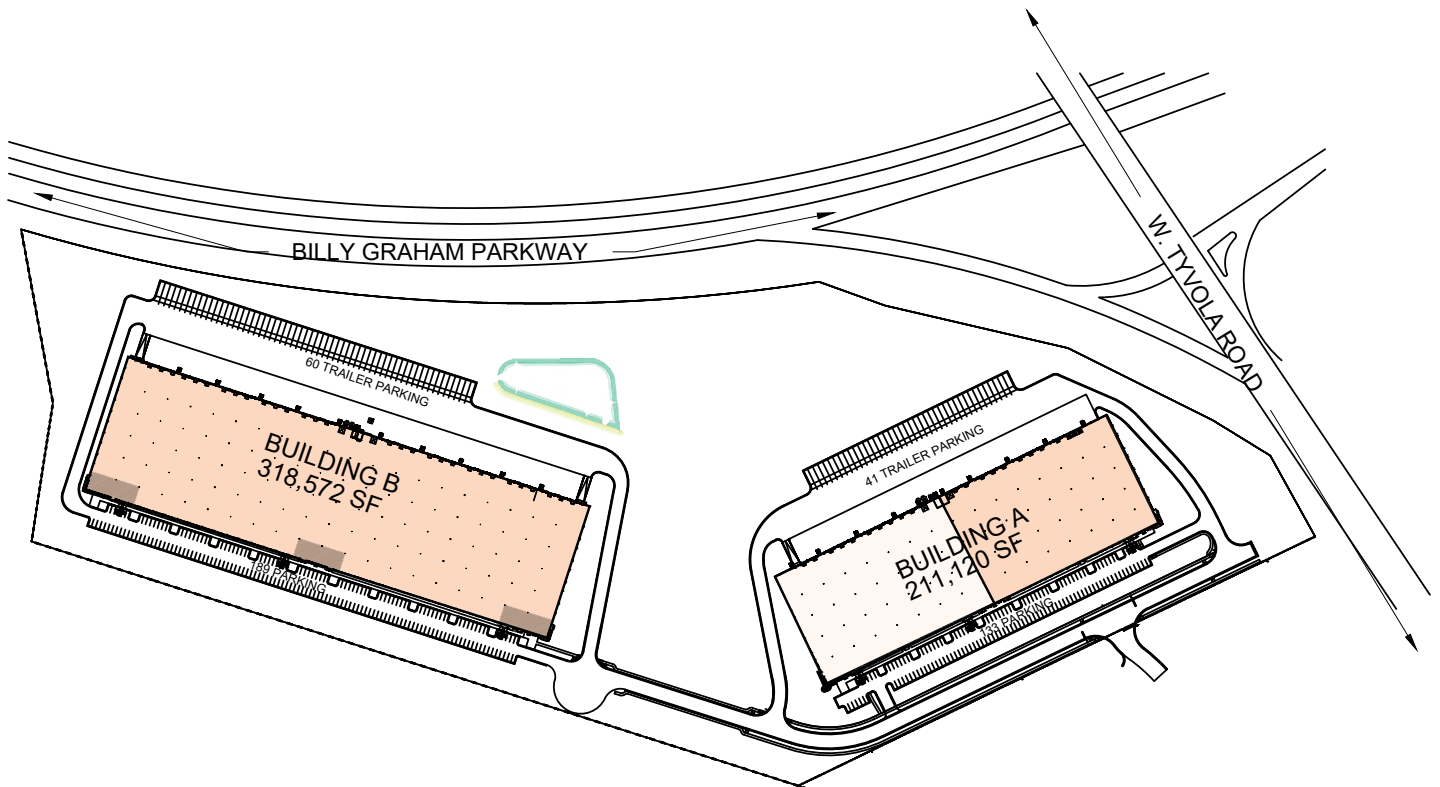 BILLY GRAHAM PARKWAY
W. TYVOLA ROAD
60 TRAILER PARKING
BUILDING B
318,572 SF
PARKING
41 TRAILER PARKING
BUILDING A
211,120 SF
133 PARKING